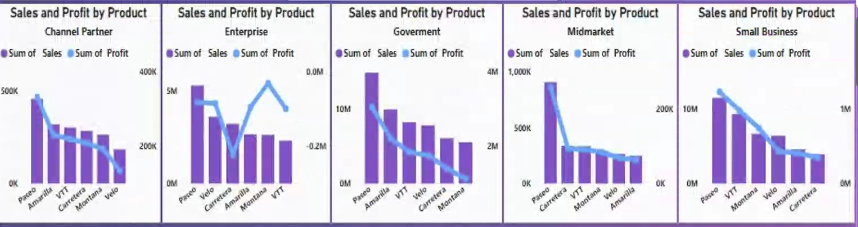 Sales and Profit by Product
Channel Partner
Sum of Sales Sum of Profit
400K
500K
200K
0K
Paseo Amarilla VTT Carretera Montana Velo
Sales and Profit by Product
Enterprise
Sum of Sales Sum of Profit
0.0M
5M
-0.2M
0M
Paseo Velo Carretera Amarilla Montana VTT
Sales and Profit by Product
Goverment
Sum of Sales Sum of Profit
4M
10M
2M
0M
Paseo Amarilla VTT Velo Carretera Montana
Sales and Profit by Product
Midmarket
Sum of Sales Sum of Profit
1,000K
200K
500K
0K 0K
Paseo Carretera VTT Montana Velo Amarilla
Sales and Profit by Product
Small Business
Sum of Sales Sum of Profit
10M 1M
0M 0M
Paseo VTT Montana Velo Amarilla Carretera